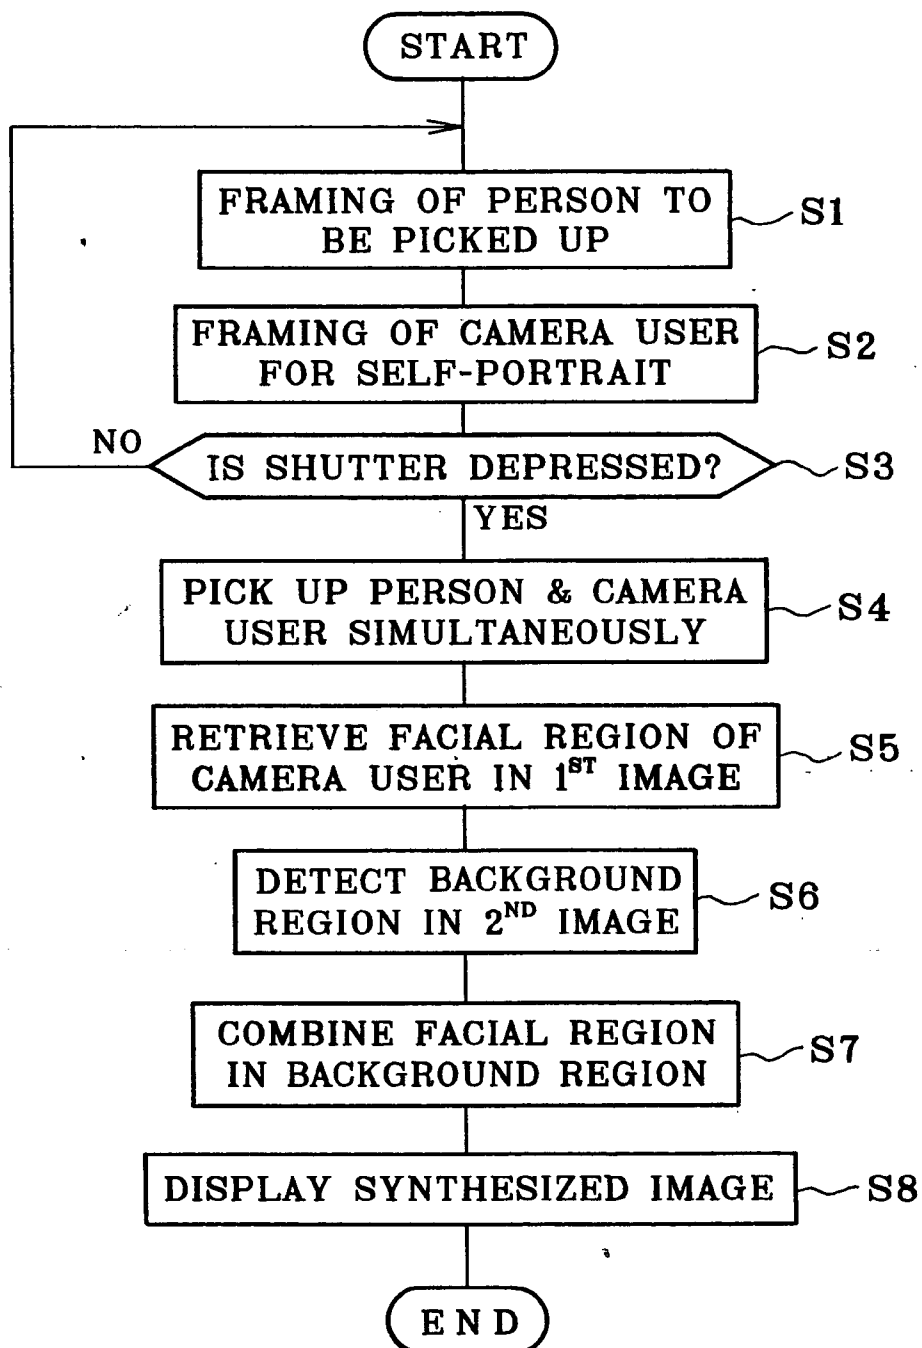 START
FRAMING OF PERSON TO
BE PICKED UP
S1
FRAMING OF CAMERA USER
FOR SELF-PORTRAIT
S2
NO
IS SHUTTER DEPRESSED?
S3
YES
PICK UP PERSON & CAMERA
USER SIMULTANEOUSLY
S4
RETRIEVE FACIAL REGION OF
CAMERA USER IN 1ST IMAGE
S5
DETECT BACKGROUND
REGION IN 2ND IMAGE
S6
COMBINE FACIAL REGION
IN BACKGROUND REGION
S7
DISPLAY SYNTHESIZED IMAGE
S8
END